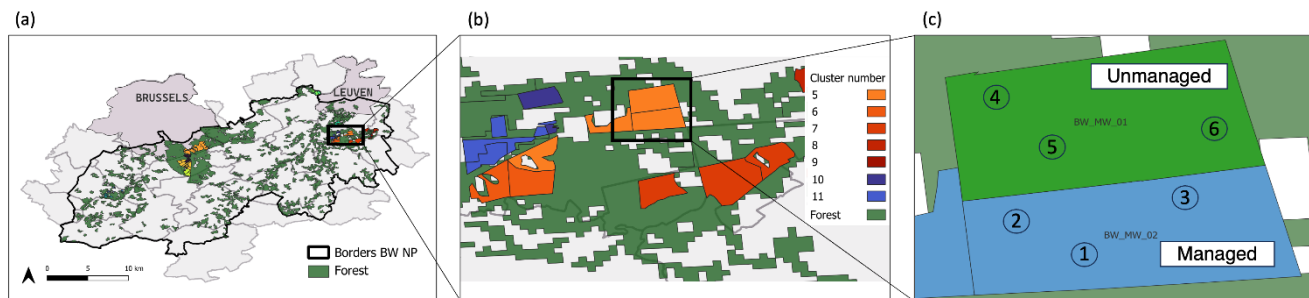 (a)
(b)
(c)
BRUSSELS
LEUVEN
Borders BW NP
Forest
0 5 10 km
Cluster number
5
6
7
8
9
10
11
Forest
Unmanaged
4
BW_MW_01
6
5
3
2
BW_MW_02
1
Managed